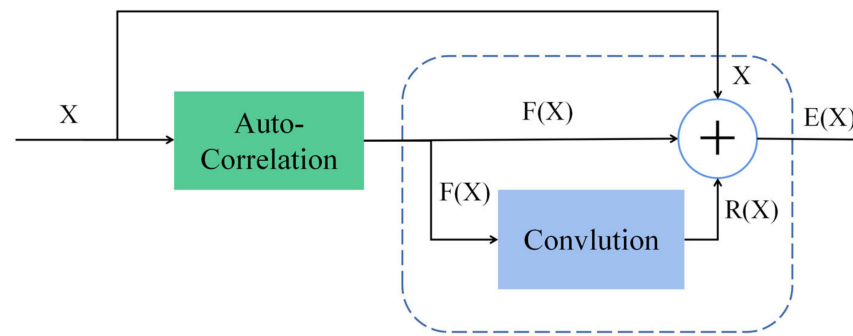 X
X
F(X)
E(X)
Auto-
Correlation
F(X)
R(X)
Convlution